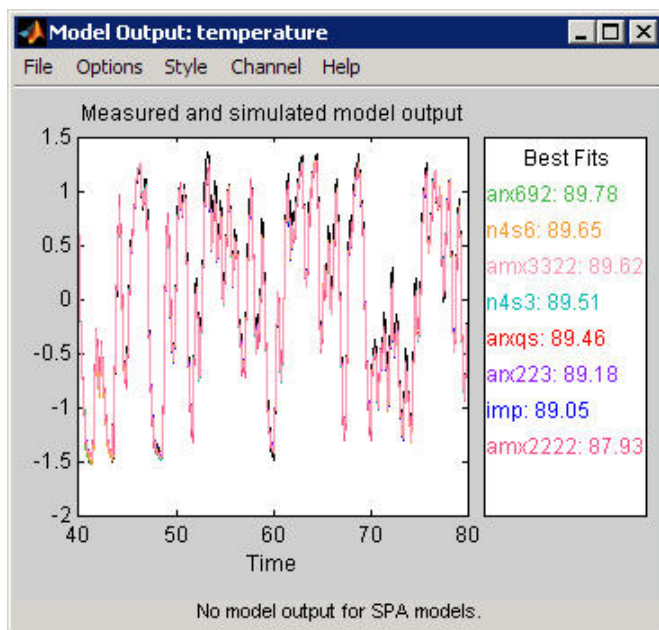 Model Output: temperature
File Options Style Channel Help
Measured and simulated model output
1.5
1
0.5
0
-0.5
-1
-1.5
-2
40 50 60 70 80
Time
Best Fits
arx692: 89.78
n4s6: 89.65
amx3322: 89.62
n4s3: 89.51
arxqs: 89.46
arx223: 89.18
imp: 89.05
amx2222: 87.93
No model output for SPA models.